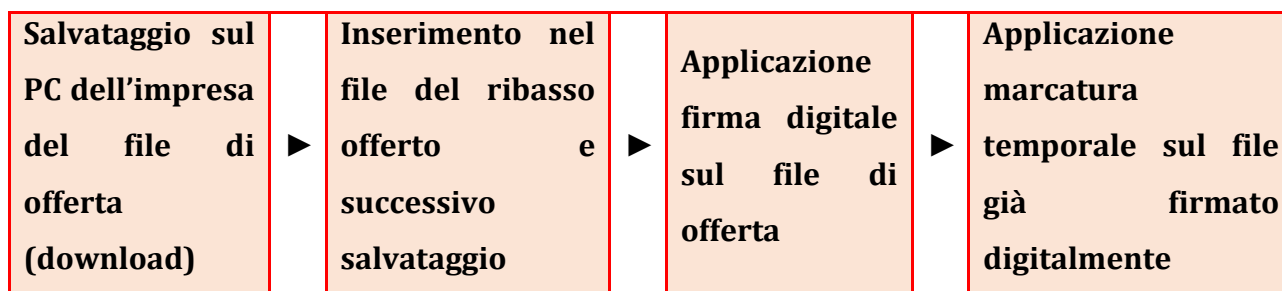 Salvataggio sul
PC dell’impresa
del file di
offerta
(download)
►
Inserimento nel
file del ribasso
offerto e
successivo
salvataggio
►
Applicazione
firma digitale
sul file di
offerta
►
Applicazione
marcatura
temporale sul file
già firmato
digitalmente